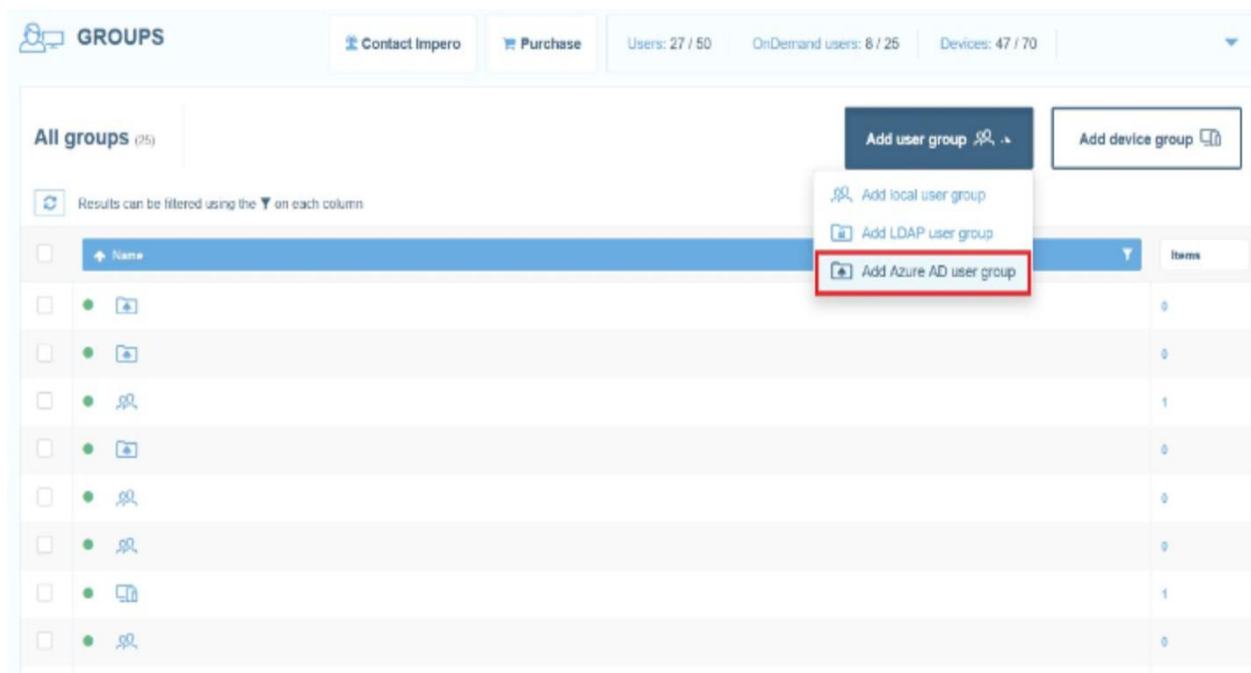 GROUPS
Contact Impero
Purchase
Users: 27 / 50
OnDemand users: 8 / 25
Devices: 47 / 70
All groups (25)
Add user group
Add device group
Add local user group
Results can be filtered using the on each column
Add LDAP user group
Name
Items
Add Azure AD user group
0
0
1
0
0
0
1
0